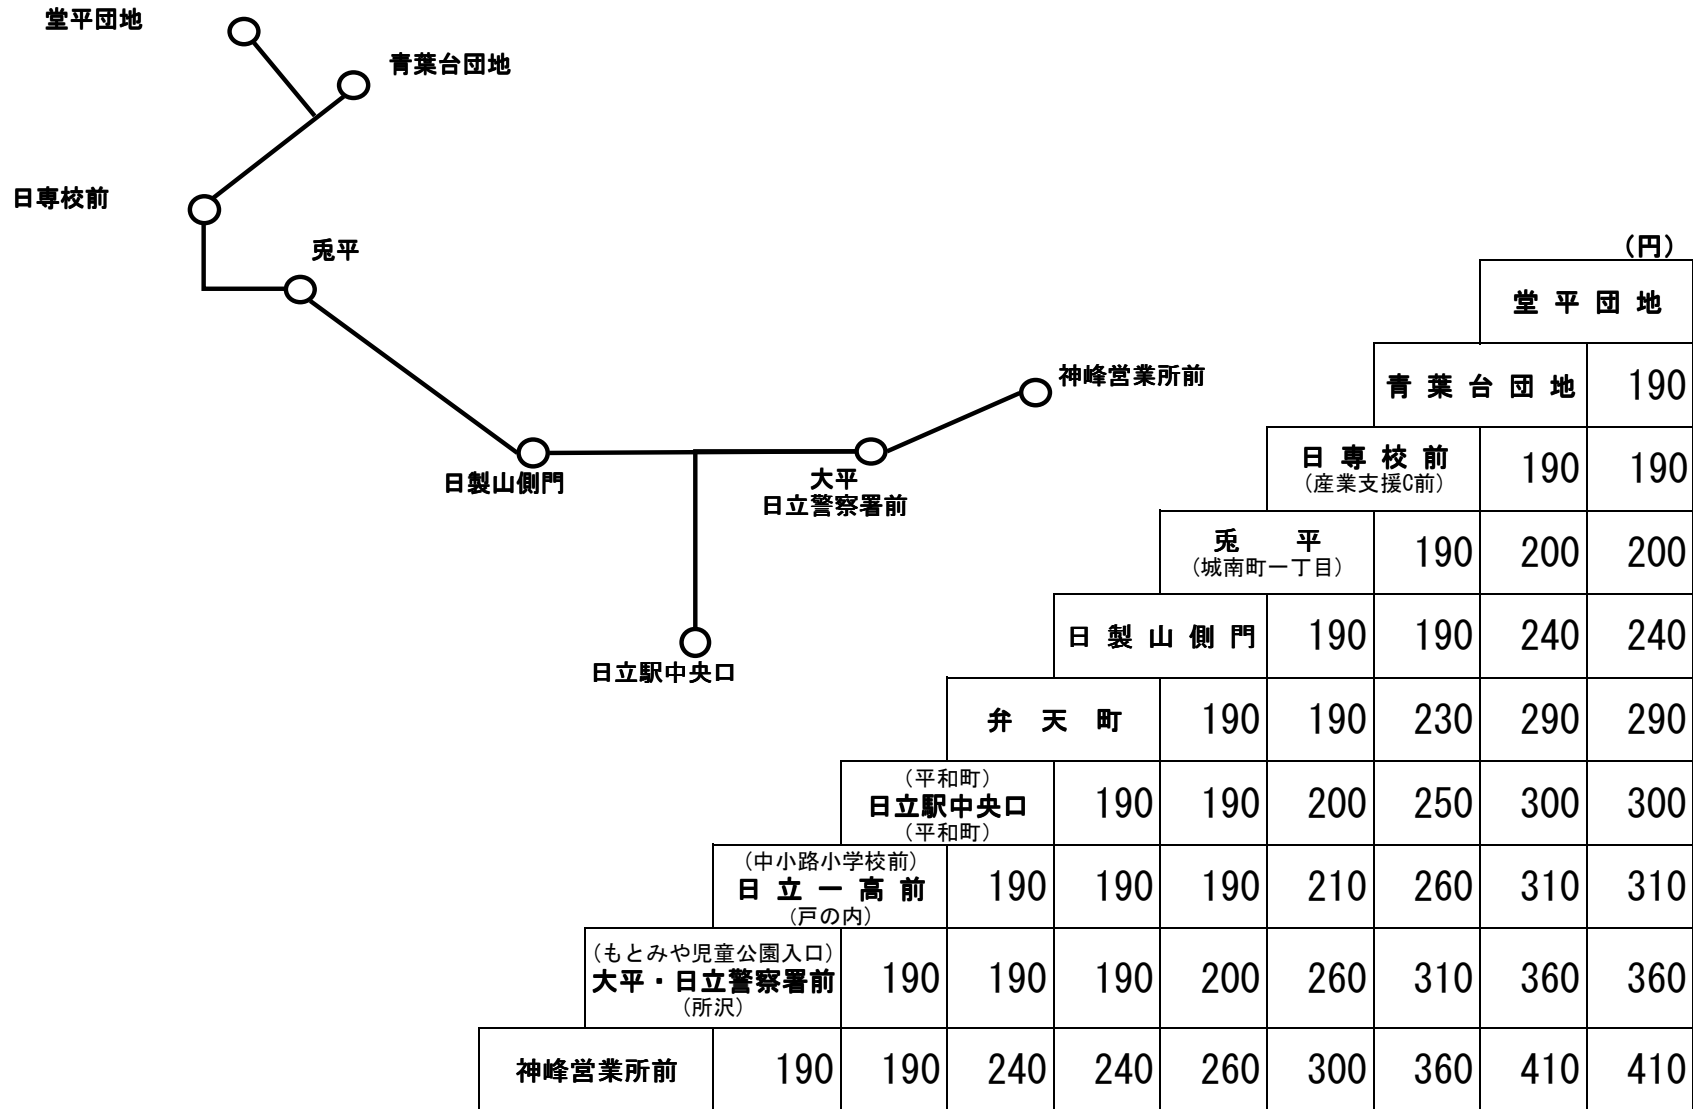 堂平団地
青葉台団地
日専校前
兎平
神峰営業所前
日製山側門
大平
日立警察署前
日立駅中央口
（円）
堂平団地
青葉台団地 190
日専校前 190 190
（産業支援C前）
兎平 190 200 200
（城南町一丁目）
日製山側門 190 190 240 240
弁天町 190 190 230 290 290
（平和町）
日立駅中央口 190 190 200 250 300 300
（平和町）
（中小路小学校前）
日立一高前 190 190 190 210 260 310 310
（戸の内）
（もとみや児童公園入口）
大平・日立警察署前 190 190 190 200 260 310 360 360
（所沢）
神峰営業所前 190 190 240 240 260 300 360 410 410